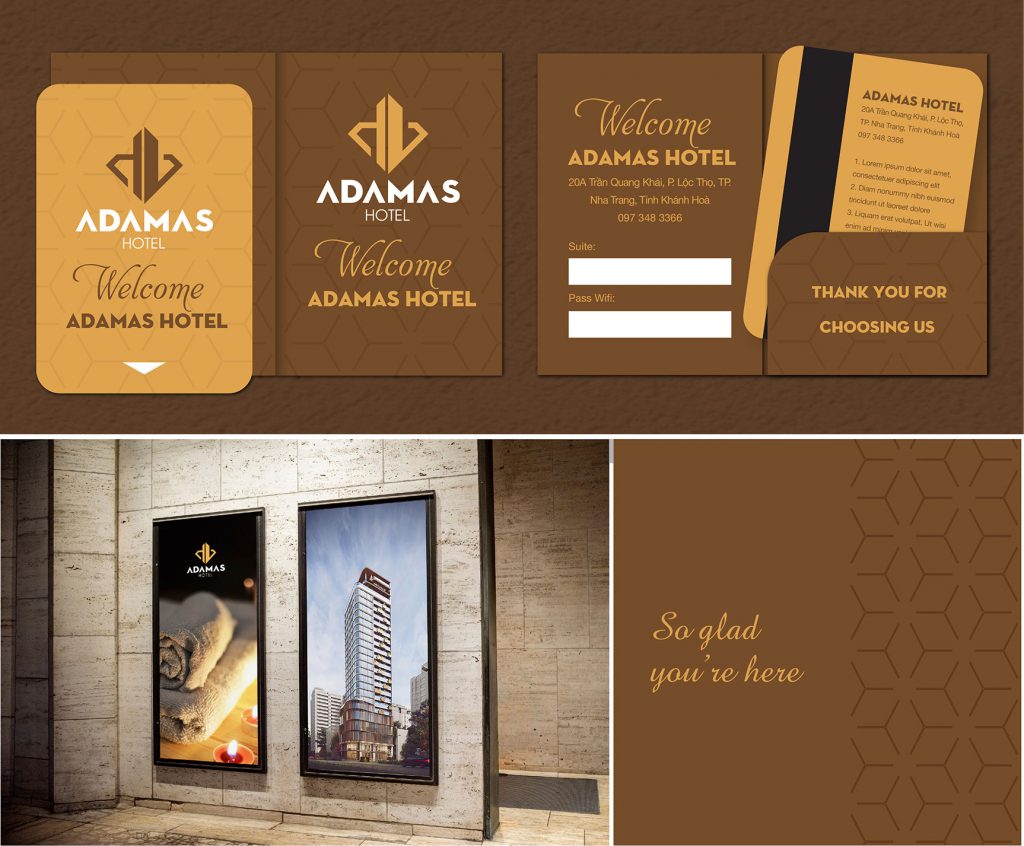 ADAMAS
HOTEL
Welcome
ADAMAS HOTEL
ADAMAS
HOTEL
Welcome
ADAMAS HOTEL
Welcome
ADAMAS HOTEL
20A Trần Quang Khải, P. Lộc Thọ, TP.
Nha Trang, Tỉnh Khánh Hoà
097 348 3366
Suite:
Pass Wifi:
ADAMAS HOTEL
20A Trần Quang Khải, P. Lộc Thọ,
TP. Nha Trang, Tỉnh Khánh Hoà
097 348 3366
1. Lorem ipsum dolor sit amet,
consectetuer adipiscing elit
2. Diam nonummy nibh euismod
tincidunt ut laoreet dolore
3. Liquam erat volutpat. Ut wisi
enim ad minim
THANK YOU FOR
CHOOSING US
ADAMAS
HOTEL
So glad
you're here